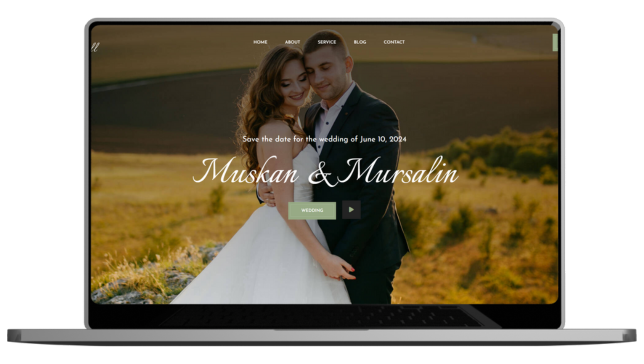 HOME ABOUT SERVICE BLOG CONTACT
Save the date for the wedding of June 10, 2024
Muskan & Mursalin
WEDDING